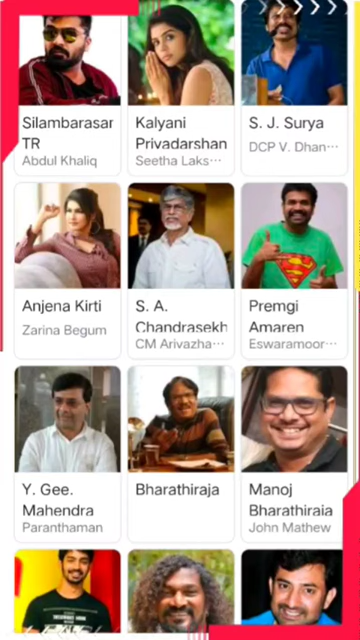 Silambarasar
TR
Abdul Khaliq
Kalyani
Privadarshan
Seetha Laks···
S. J. Surya
DCP V. Dhan···
Anjena Kirti
Zarina Begum
S. A.
Chandrasekh
CM Arivazha···
Premgi
Amaren
Eswaramoor···
Y. Gee.
Mahendra
Paranthaman
Bharathiraja
Manoj
Bharathiraia
John Mathew